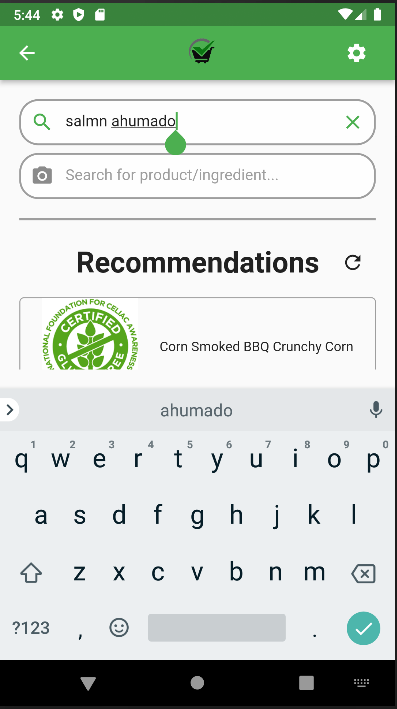 5:44
salmn ahumado
Search for product/ingredient...
Recommendations
NATIONAL FOUNDATION FOR CELIAC AWARENESS
CERTIFIED
Corn Smoked BBQ Crunchy Corn
ahumado
1 2 3 4 5 6 7 8 9 0
q w e r t y u i o p
a s d f g h j k l
z x c v b n m
?123 , .